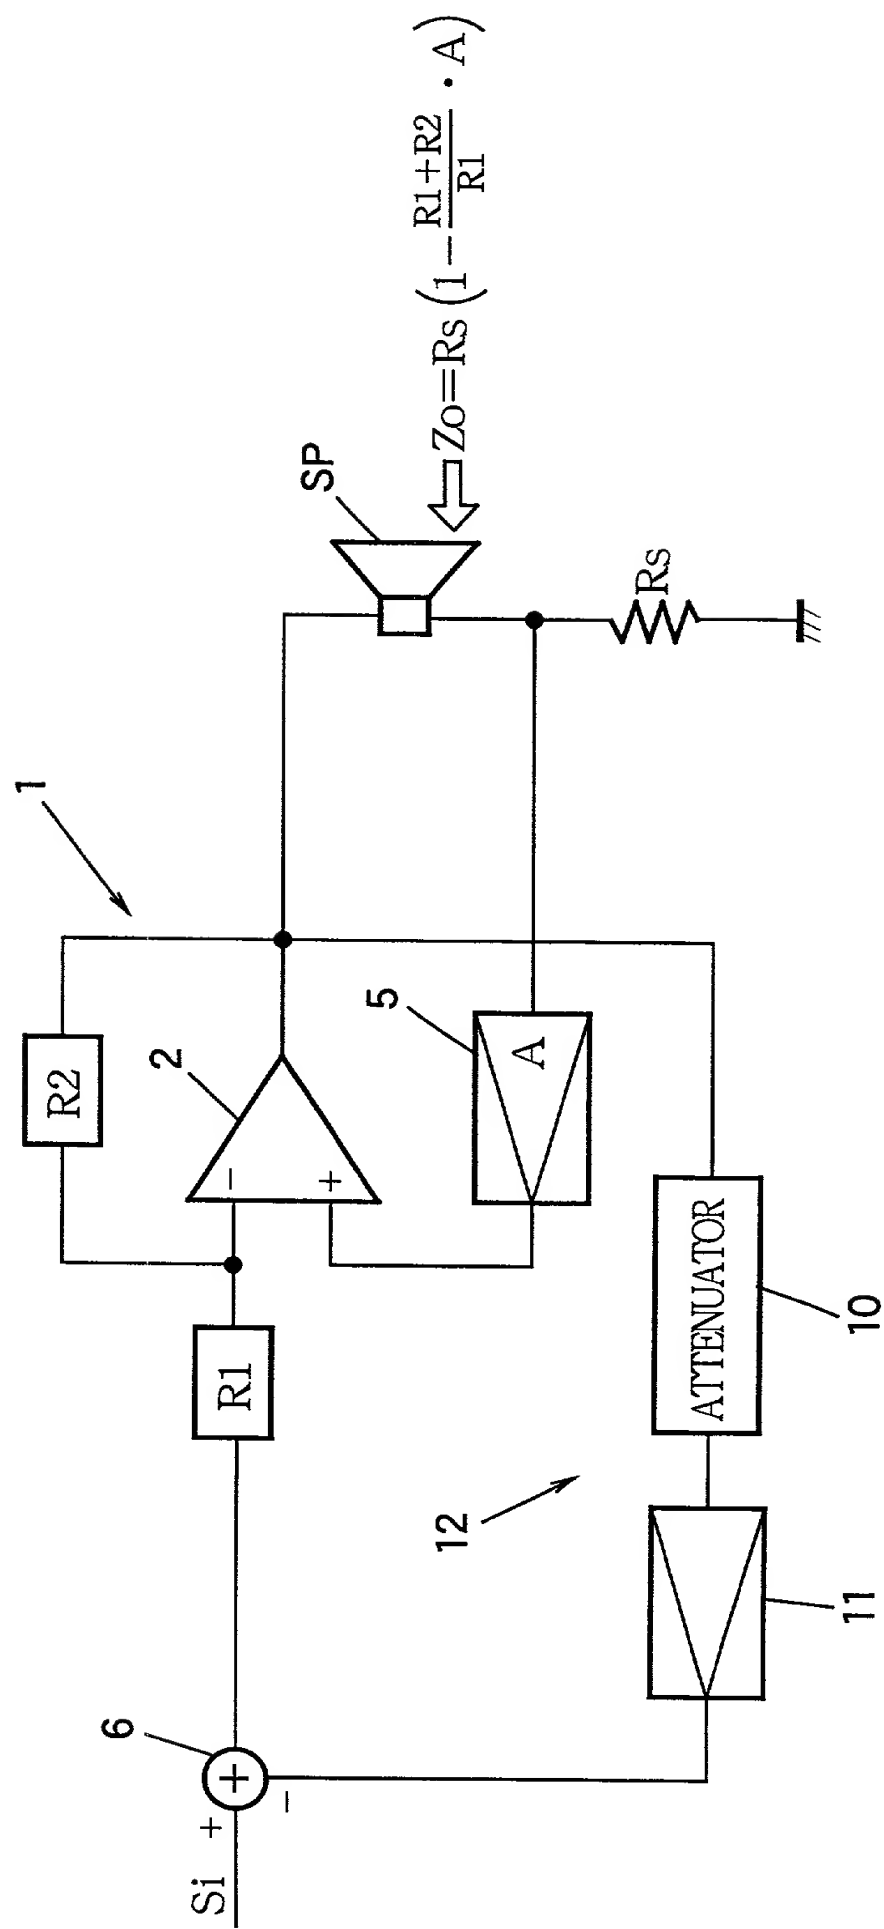 1
R2
2
−
+
R1
6
+
−
Si
5
A
SP
Zo=Rs(1−R1+R2/R1・A)
Rs
12
ATTENUATOR
10
11